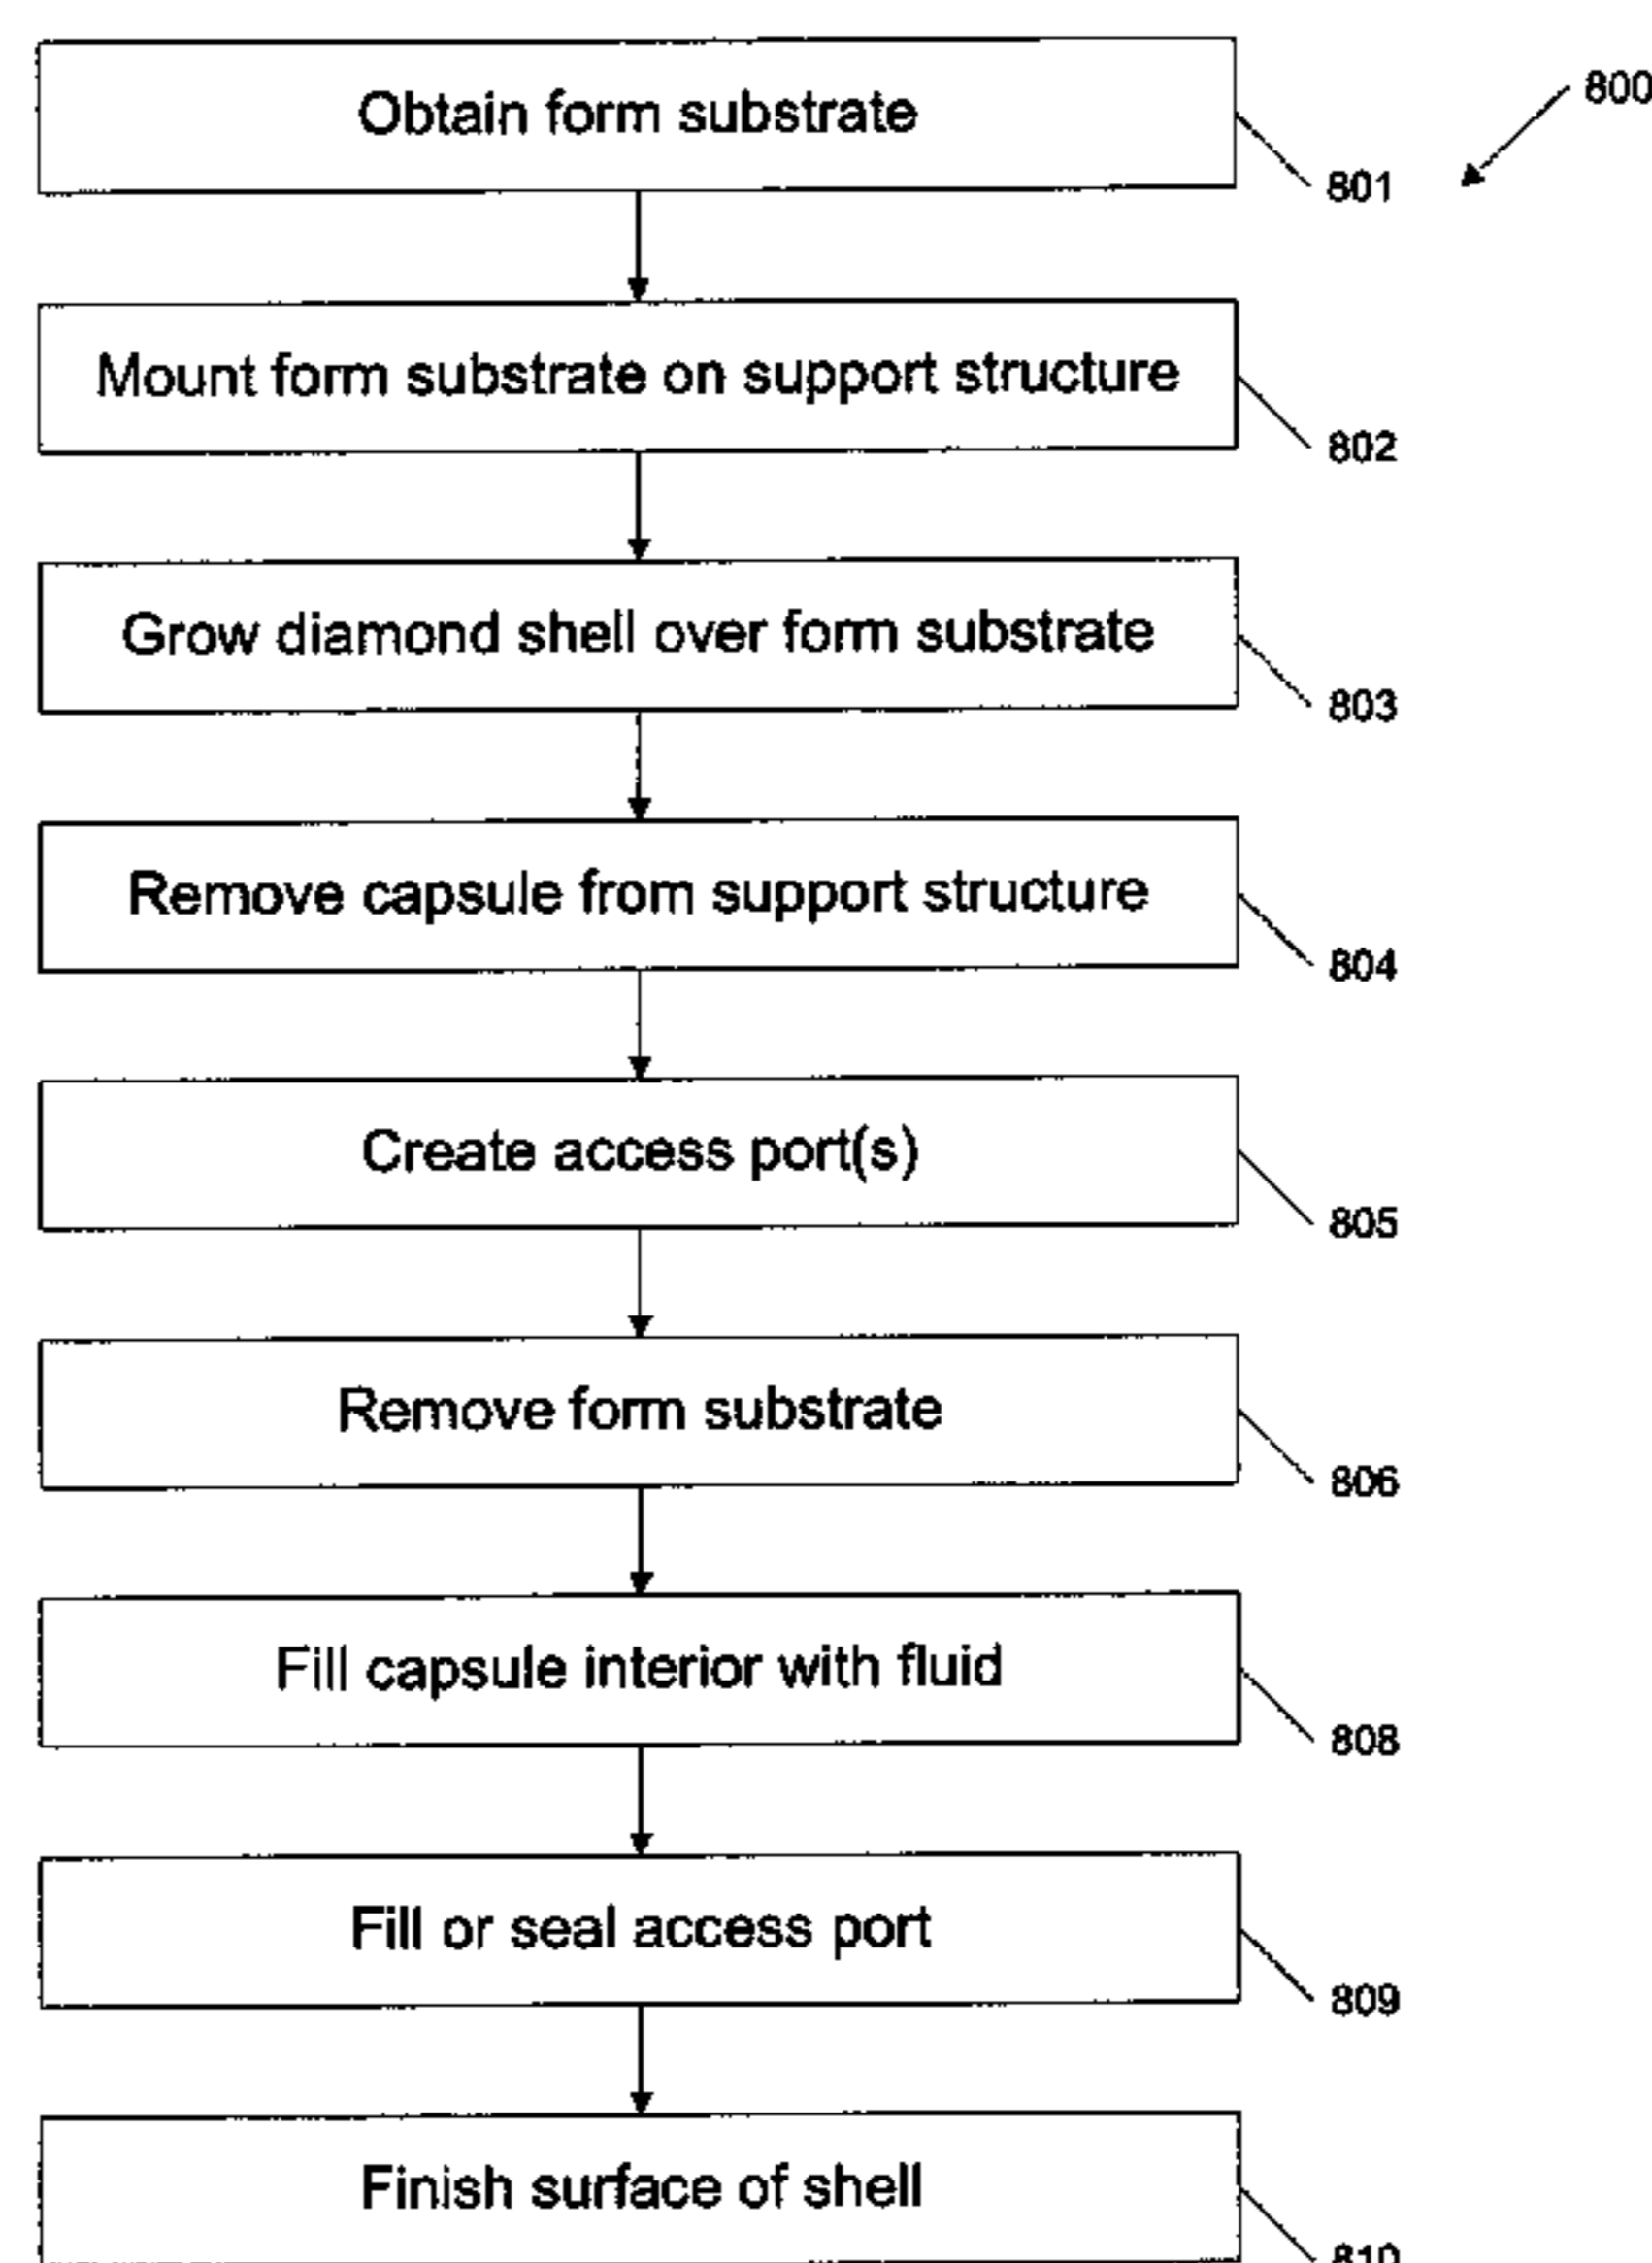 Obtain form substrate
800
801
Mount form substrate on support structure
802
Grow diamond shell over form substrate
803
Remove capsule from support structure
804
Create access port(s)
805
Remove form substrate
806
Fill capsule interior with fluid
808
Fill or seal access port
809
Finish surface of shell
810